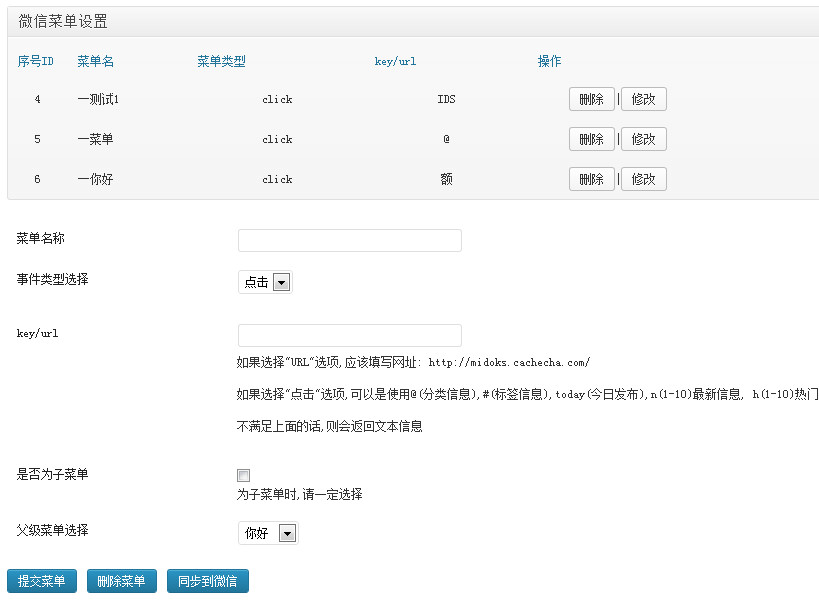 微信菜单设置
序号ID 菜单名 菜单类型 key/url 操作
4 一测试1 click IDS 删除 | 修改
5 一菜单 click @ 删除 | 修改
6 一你好 click 额 删除 | 修改
菜单名称
事件类型选择 点击
key/url
如果选择"URL"选项,应该填写网址: http://midoks.cachecha.com/
如果选择"点击"选项,可以是使用@(分类信息),#(标签信息),today(今日发布),n(1-10)最新信息, h(1-10)热门
不满足上面的话,则会返回文本信息
是否为子菜单
为子菜单时,请一定选择
父级菜单选择 你好
提交菜单 删除菜单 同步到微信